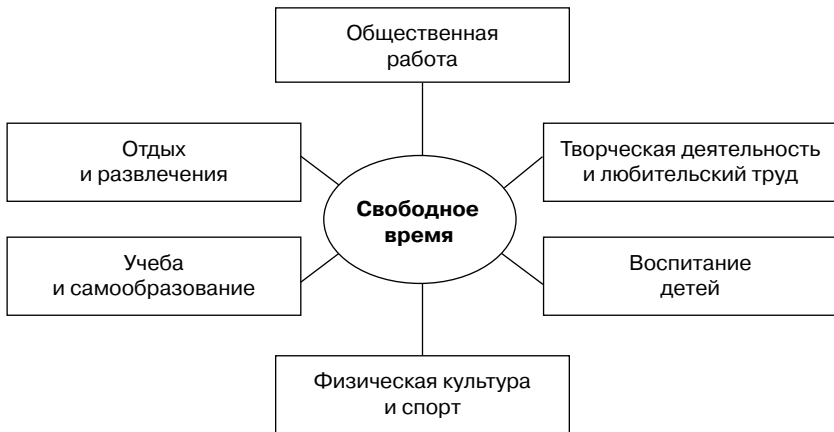 Общественная
работа
Отдых
и развлечения
Творческая деятельность
и любительский труд
Свободное
время
Учеба
и самообразование
Воспитание
детей
Физическая культура
и спорт